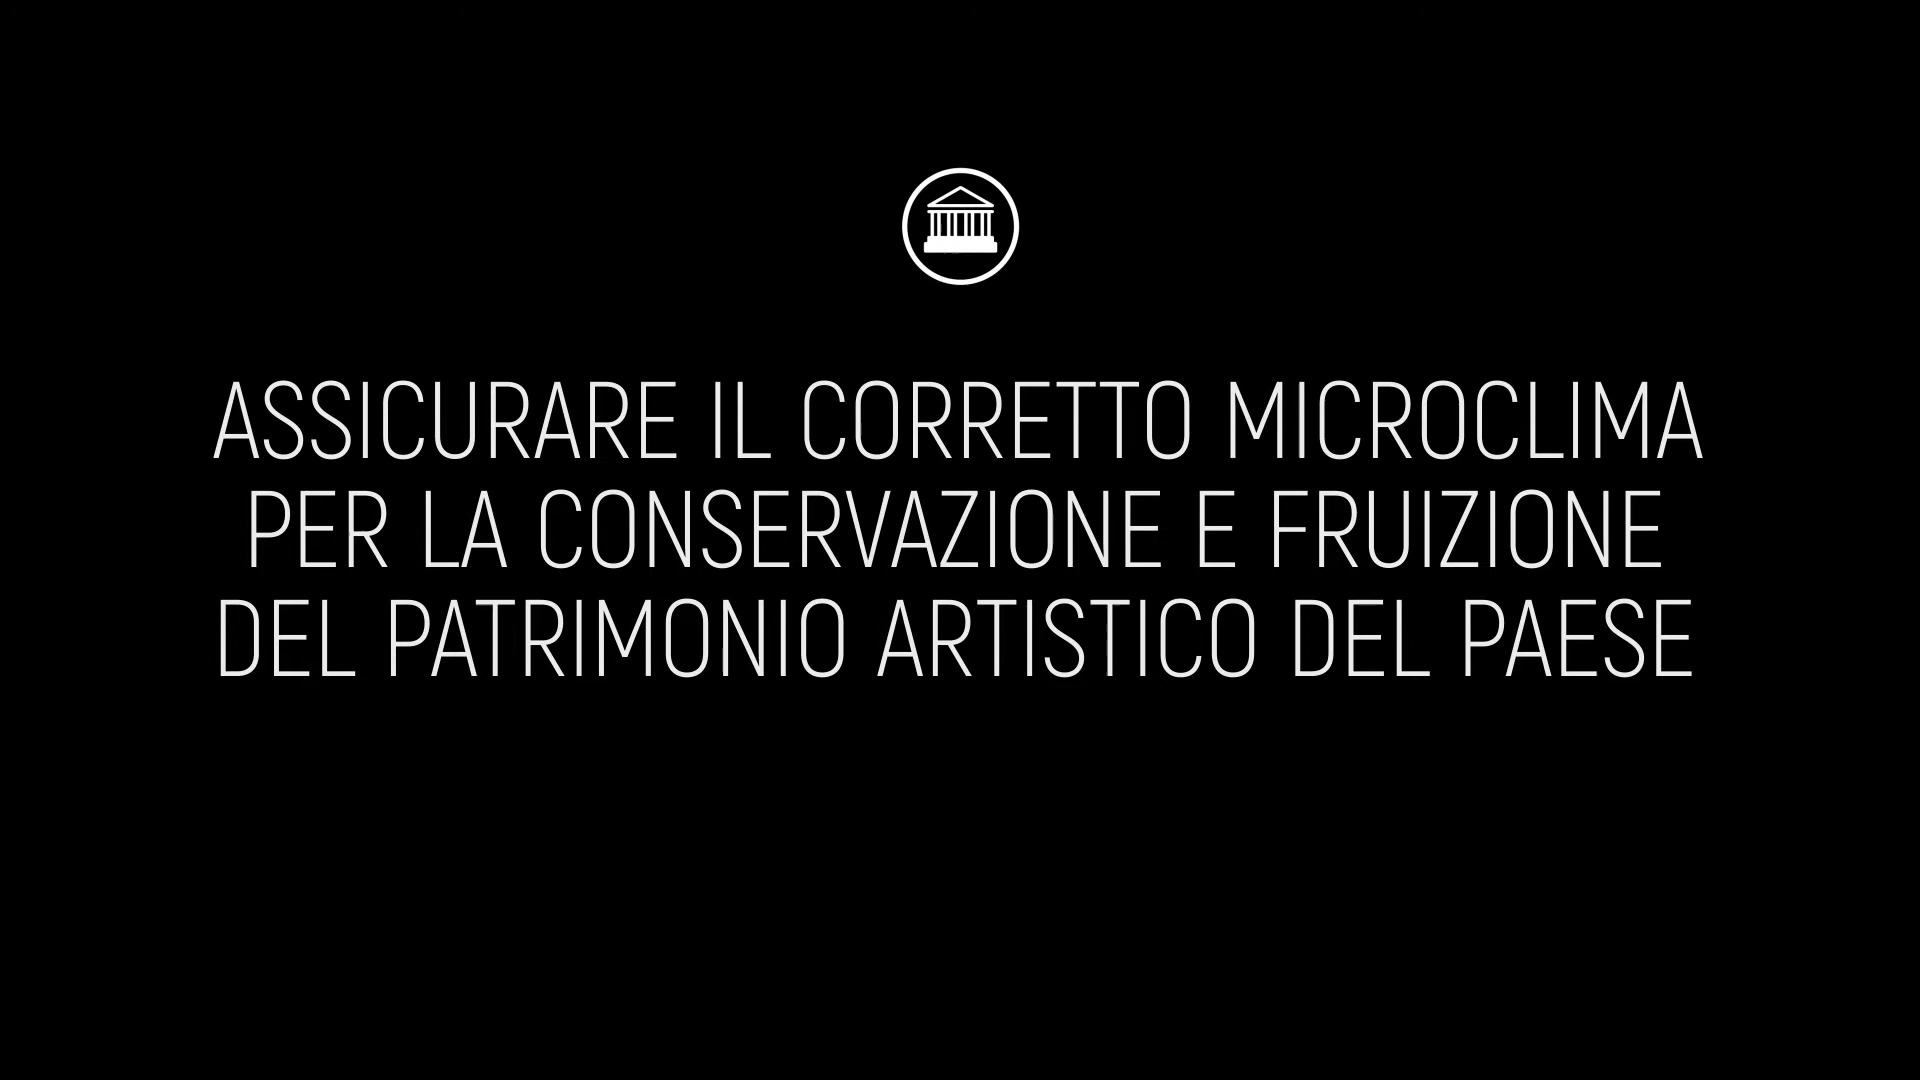 ASSICURARE IL CORRETTO MICROCLIMA
PER LA CONSERVAZIONE E FRUIZIONE
DEL PATRIMONIO ARTISTICO DEL PAESE